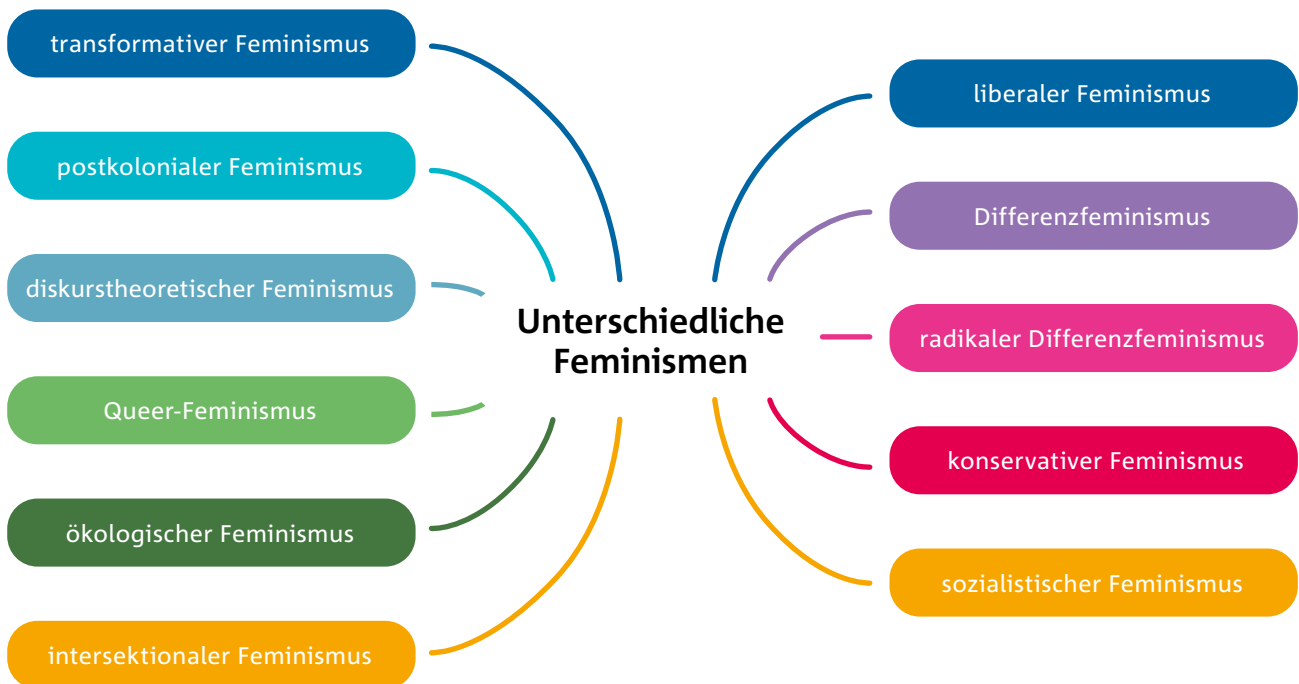 transformativer Feminismus
postkolonialer Feminismus
diskurstheoretischer Feminismus
Queer-Feminismus
ökologischer Feminismus
intersektionaler Feminismus
Unterschiedliche
Feminismen
liberaler Feminismus
Differenzfeminismus
radikaler Differenzfeminismus
konservativer Feminismus
sozialistischer Feminismus